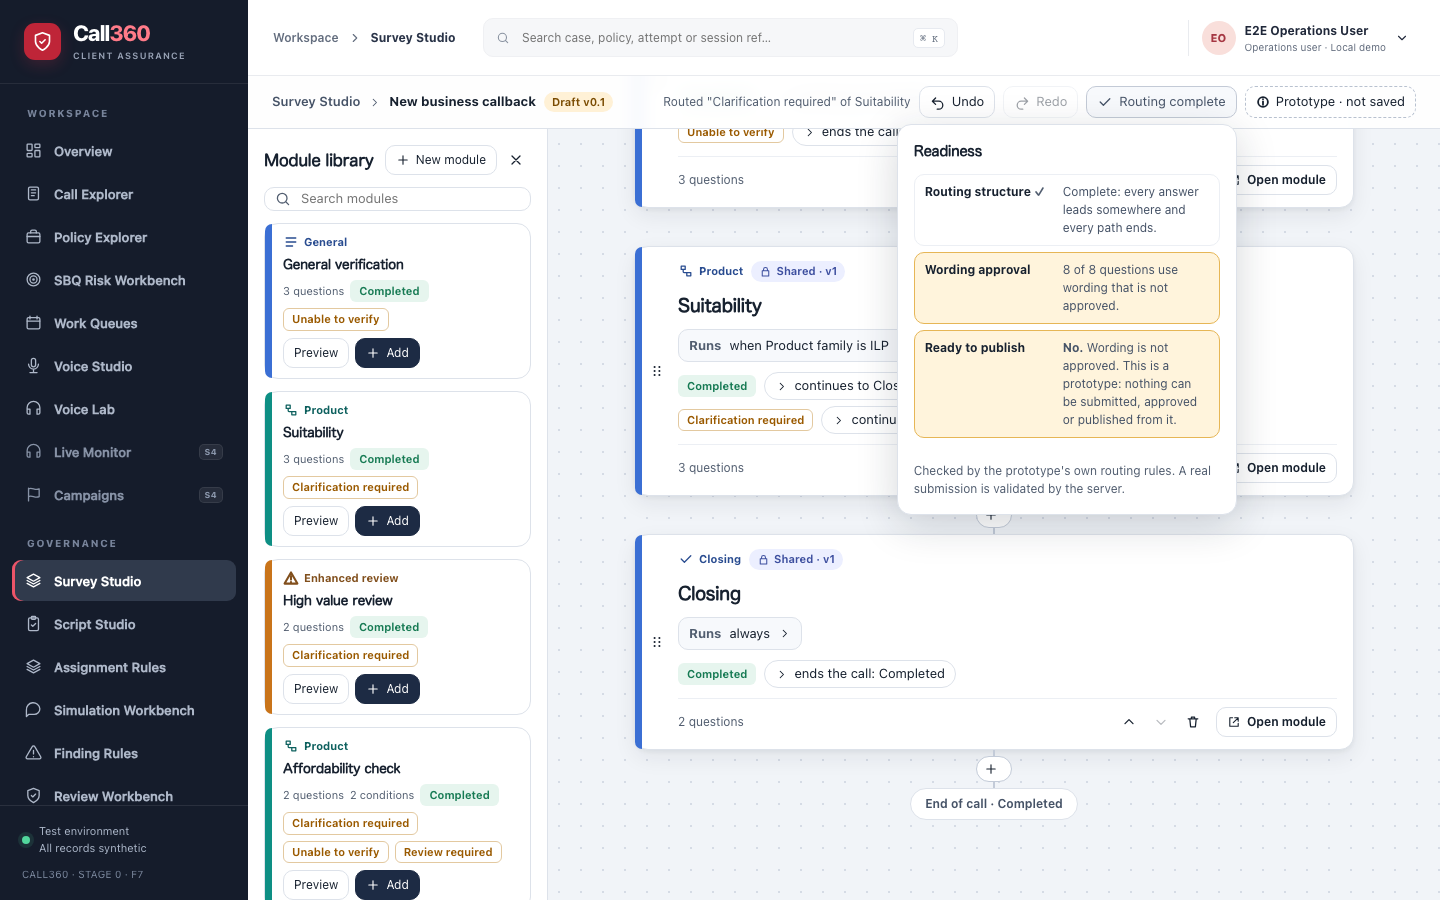 Call360
CLIENT ASSURANCE
WORKSPACE
Overview
Call Explorer
Policy Explorer
SBQ Risk Workbench
Work Queues
Voice Studio
Voice Lab
Live Monitor S4
Campaigns S4
GOVERNANCE
Survey Studio
Script Studio
Assignment Rules
Simulation Workbench
Finding Rules
Review Workbench
Test environment
All records synthetic
CALL360 · STAGE 0 · F7
Workspace > Survey Studio
Search case, policy, attempt or session ref...
⌘ K
EO
E2E Operations User
Operations user · Local demo
Survey Studio > New business callback Draft v0.1
Routed "Clarification required" of Suitability
Undo
Redo
Routing complete
Prototype · not saved
Module library
New module
Search modules
General
General verification
3 questions Completed
Unable to verify
Preview + Add
Product
Suitability
3 questions Completed
Clarification required
Preview + Add
Enhanced review
High value review
2 questions Completed
Clarification required
Preview + Add
Product
Affordability check
2 questions 2 conditions Completed
Clarification required
Unable to verify Review required
Preview + Add
Unable to verify > ends the call
3 questions
Open module
Product Shared · v1
Suitability
Runs when Product family is ILP
Completed > continues to Clos
Clarification required > continu
3 questions
Open module
Closing Shared · v1
Closing
Runs always >
Completed > ends the call: Completed
2 questions
Open module
+
End of call · Completed
Readiness
Routing structure ✓
Complete: every answer
leads somewhere and
every path ends.
Wording approval
8 of 8 questions use
wording that is not
approved.
Ready to publish
No. Wording is not
approved. This is a
prototype: nothing can
be submitted, approved
or published from it.
Checked by the prototype's own routing rules. A real
submission is validated by the server.